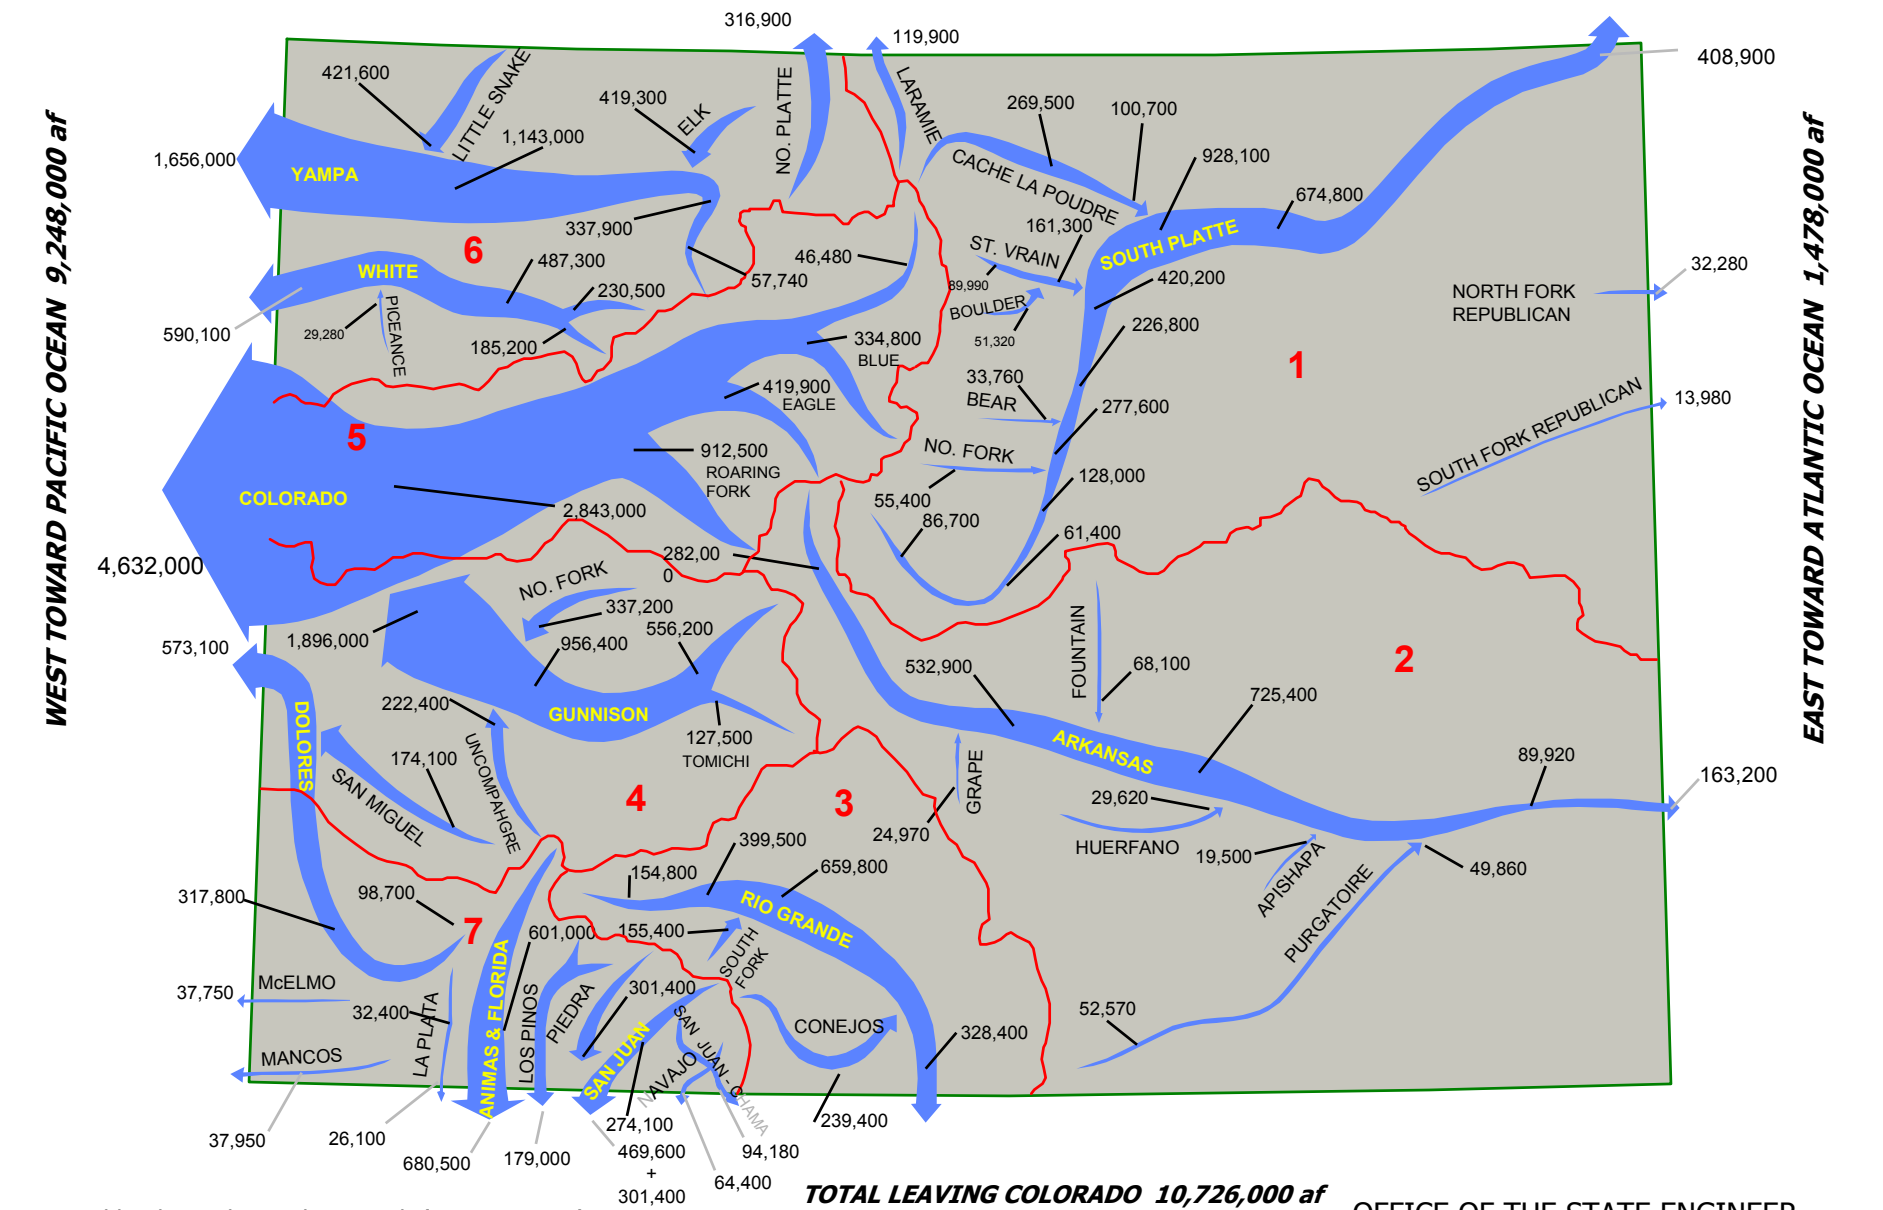 316,900
119,900
408,900
421,600
LITTLE SNAKE
419,300
ELK
NO. PLATTE
LARAMIE
269,500
100,700
1,143,000
CACHE LA POUDRE
928,100
674,800
1,656,000
YAMPA
337,900
161,300
ST. VRAIN
SOUTH PLATTE
6
46,480
57,740
89,990
BOULDER
420,200
32,280
WHITE
487,300
230,500
NORTH FORK
REPUBLICAN
590,100
29,280
PICEANCE
185,200
334,800
BLUE
51,320
226,800
1
419,900
EAGLE
33,760
BEAR
277,600
13,980
5
SOUTH FORK REPUBLICAN
912,500
ROARING
FORK
NO. FORK
128,000
COLORADO
2,843,000
55,400
86,700
61,400
4,632,000
282,00
0
NO. FORK
337,200
556,200
1,896,000
956,400
573,100
532,900
FOUNTAIN
68,100
2
725,400
222,400
GUNNISON
127,500
TOMICHI
DOLORES
174,100
SAN MIGUEL
UNCOMPAHGRE
ARKANSAS
89,920
163,200
4
3
GRAPE
24,970
29,620
HUERFANO
19,500
APISHAPA
PURGATOIRE
49,860
399,500
154,800
659,800
RIO GRANDE
317,800
98,700
7
601,000
155,400
SOUTH
FORK
McELMO
37,750
32,400
LA PLATA
ANIMAS & FLORIDA
LOS PINOS
PIEDRA
301,400
SAN JUAN
SAN JUAN - CHAMA
NAVAJO
CONEJOS
328,400
52,570
MANCOS
37,950
26,100
680,500
179,000
274,100
469,600
+
301,400
94,180
64,400
239,400
WEST TOWARD PACIFIC OCEAN 9,248,000 af
EAST TOWARD ATLANTIC OCEAN 1,478,000 af
TOTAL LEAVING COLORADO 10,726,000 af
OFFICE OF THE STATE ENGINEER